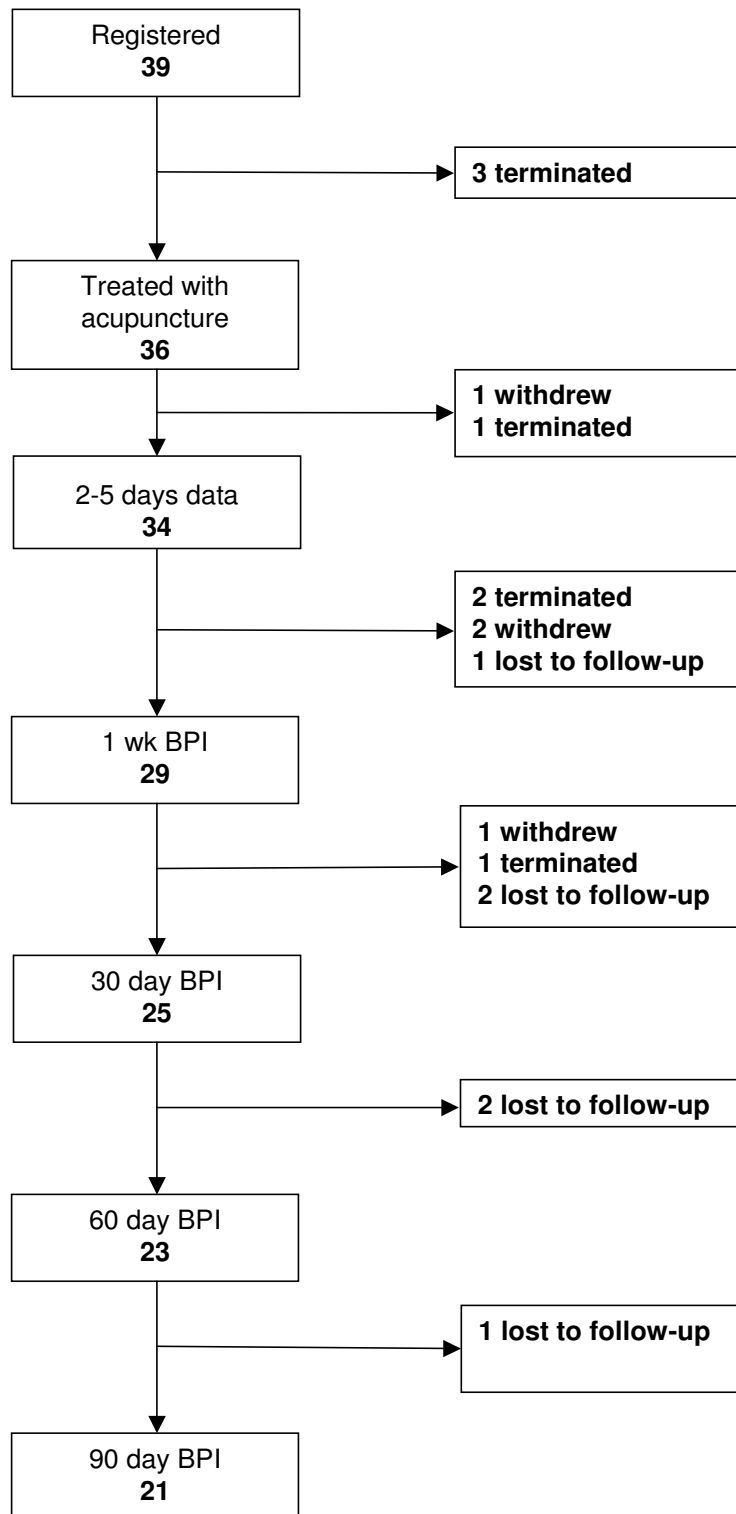 Registered
39
3 terminated
Treated with
acupuncture
36
1 withdrew
1 terminated
2-5 days data
34
2 terminated
2 withdrew
1 lost to follow-up
1 wk BPI
29
1 withdrew
1 terminated
2 lost to follow-up
30 day BPI
25
2 lost to follow-up
60 day BPI
23
1 lost to follow-up
90 day BPI
21